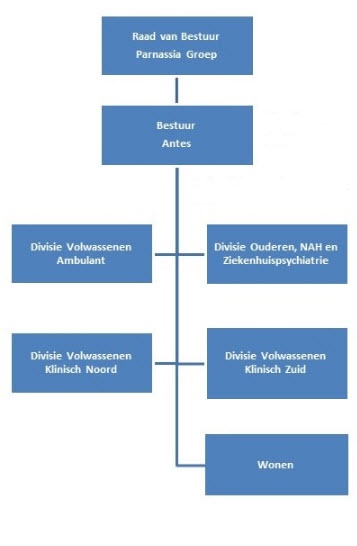 Raad van Bestuur
Parnassia Groep
Bestuur
Antes
Divisie Volwassenen
Ambulant
Divisie Ouderen, NAH en
Ziekenhuispsychiatrie
Divisie Volwassenen
Klinisch Noord
Divisie Volwassenen
Klinisch Zuid
Wonen